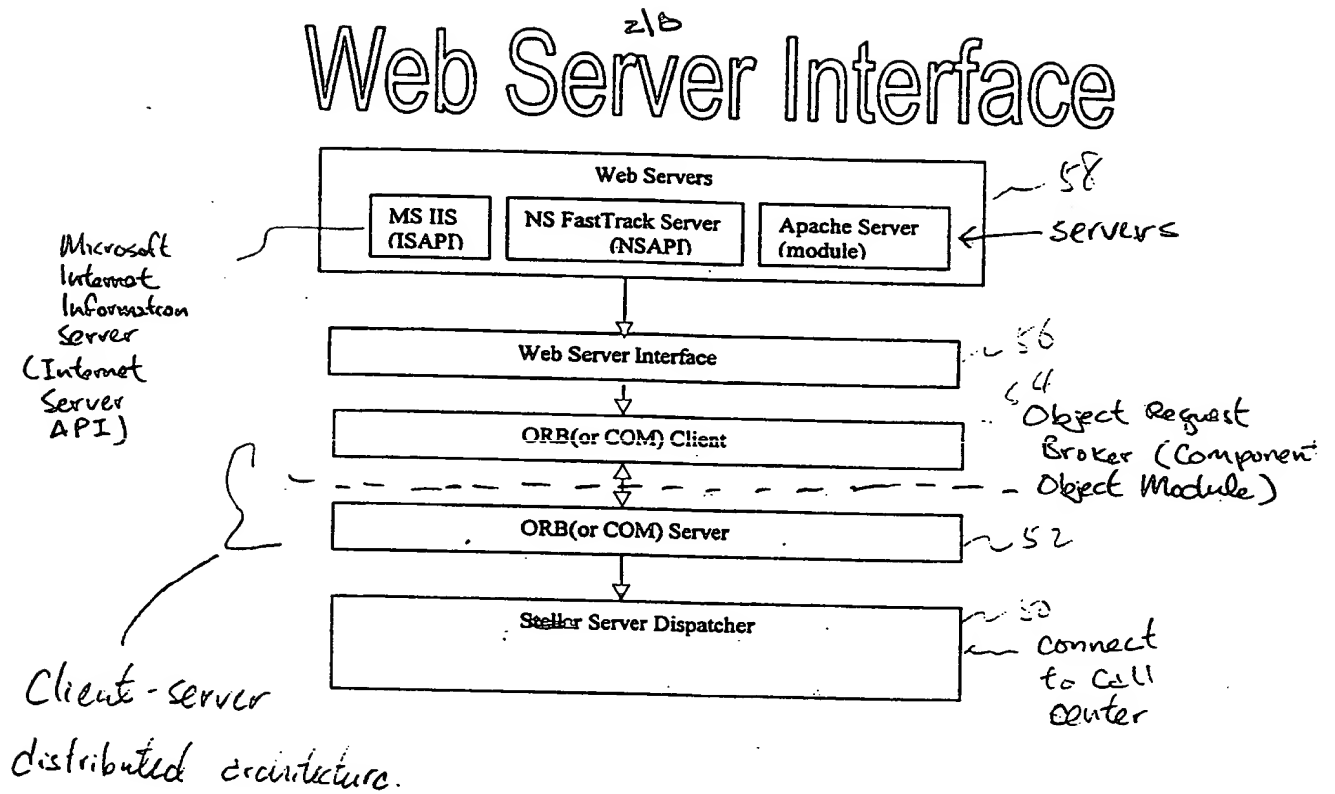 2/8
Web Server Interface
Web Servers
58
MS IIS
(ISAPI)
NS FastTrack Server
(NSAPI)
Apache Server
(module)
servers
Microsoft
Internet
Information
Server
(Internet
Server
API)
Web Server Interface
56
ORB(or COM) Client
54
Object Request
Broker (Component
Object Module)
ORB(or COM) Server
52
Stellar Server Dispatcher
50
connect
to Call
center
Client-server
distributed architecture.